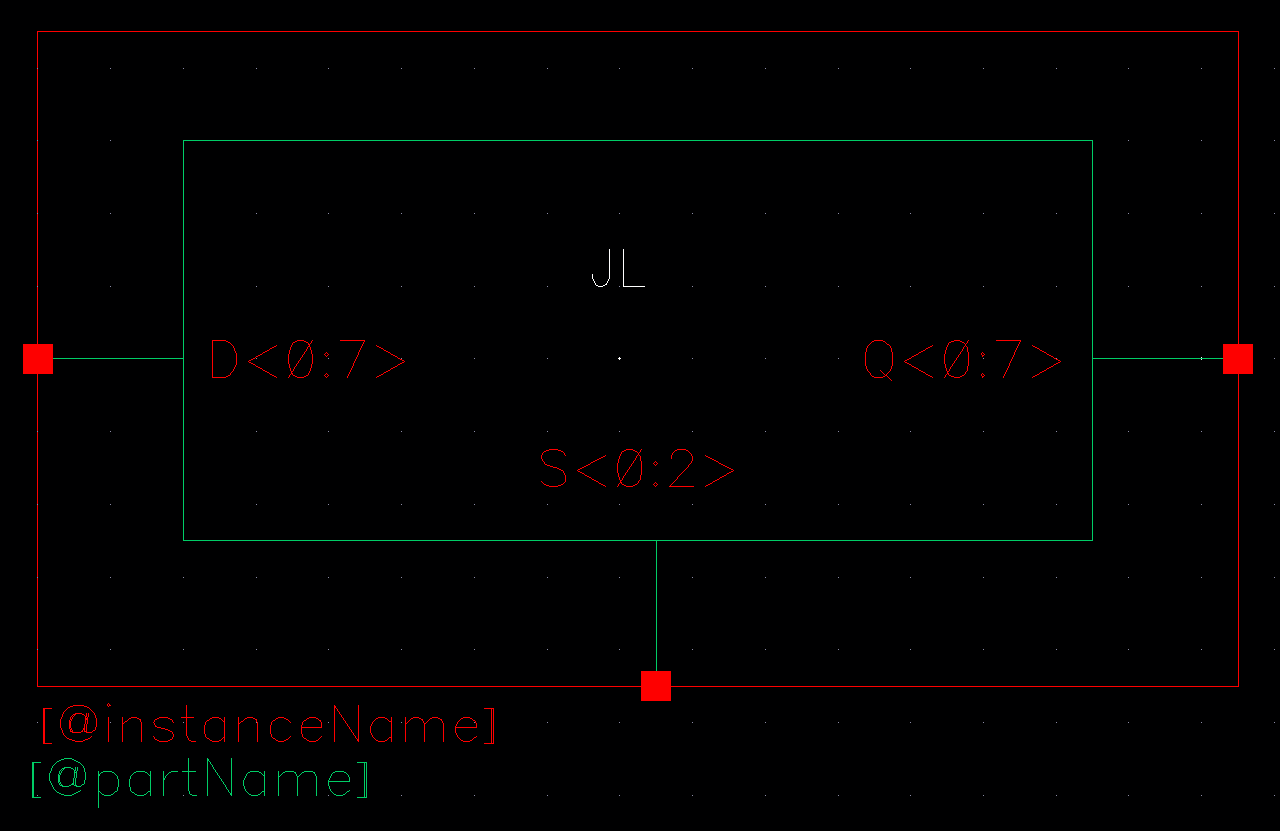 JL
D<0:7>
Q<0:7>
S<0:2>
[@instanceName]
[@partName]